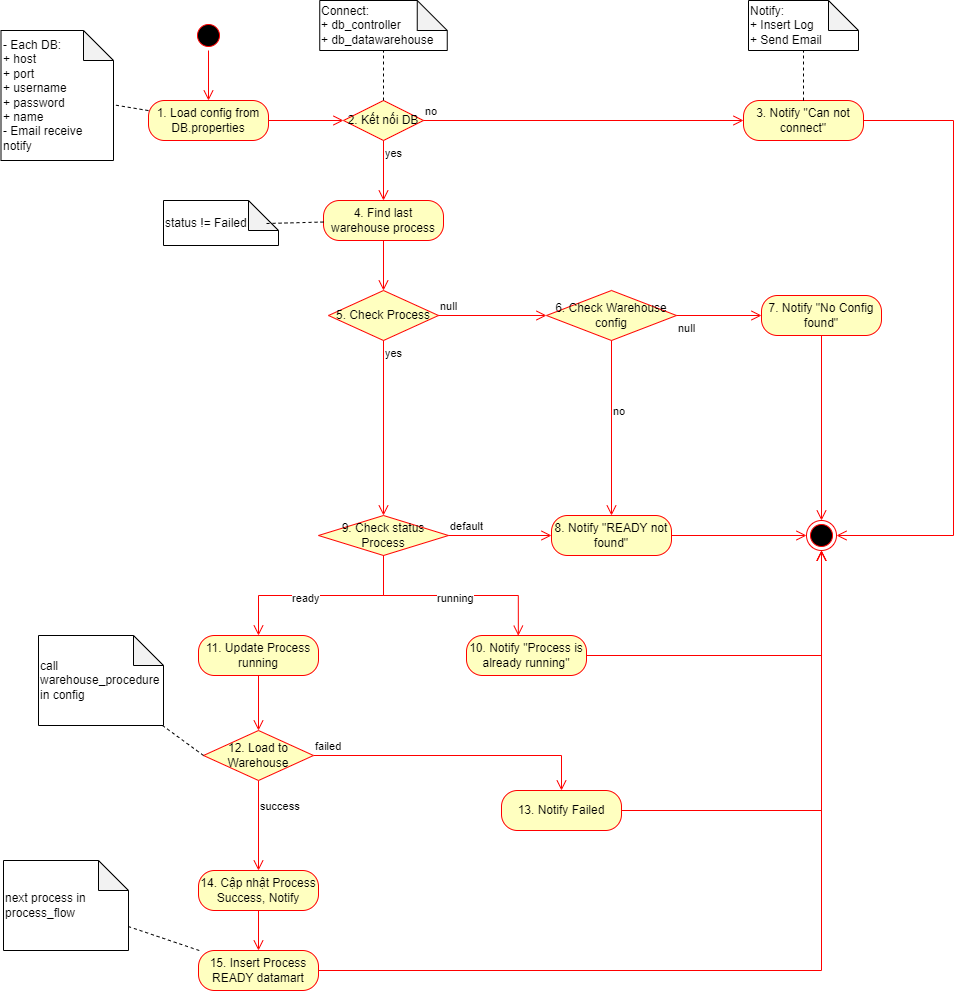 Connect:
+ db_controller
+ db_datawarehouse
Notify:
+ Insert Log
+ Send Email
- Each DB:
+ host
+ port
+ username
+ password
+ name
- Email receive
notify
1. Load config from
DB.properties
2. Kết nối DB
no
yes
3. Notify "Can not
connect"
status != Failed
4. Find last
warehouse process
5. Check Process
null
yes
6. Check Warehouse
config
null
no
7. Notify "No Config
found"
9. Check status
Process
default
8. Notify "READY not
found"
ready
running
11. Update Process
running
10. Notify "Process is
already running"
call
warehouse_procedure
in config
12. Load to
Warehouse
failed
success
13. Notify Failed
14. Cập nhật Process
Success, Notify
next process in
process_flow
15. Insert Process
READY datamart